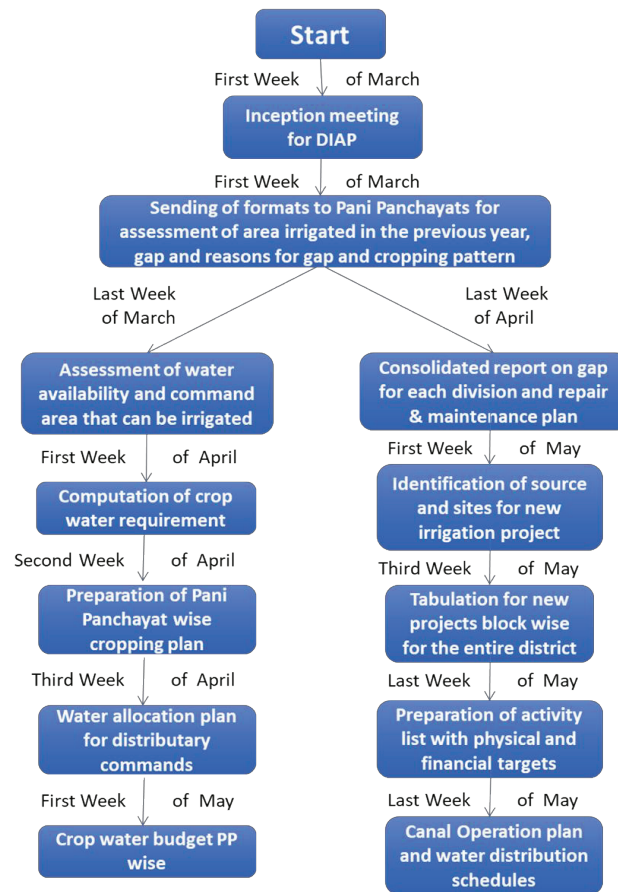 Start
First Week of March
Inception meeting
for DIAP
First Week of March
Sending of formats to Pani Panchayats for
assessment of area irrigated in the previous year,
gap and reasons for gap and cropping pattern
Last Week
of March
Assessment of water
availability and command
area that can be irrigated
First Week of April
Computation of crop
water requirement
Second Week of April
Preparation of Pani
Panchayat wise
cropping plan
Third Week of April
Water allocation plan
for distributary
commands
First Week of May
Crop water budget PP
wise
Last Week
of April
Consolidated report on gap
for each division and repair
& maintenance plan
First Week of May
Identification of source
and sites for new
irrigation project
Third Week of May
Tabulation for new
projects block wise
for the entire district
Last Week of May
Preparation of activity
list with physical and
financial targets
Last Week of May
Canal Operation plan
and water distribution
schedules